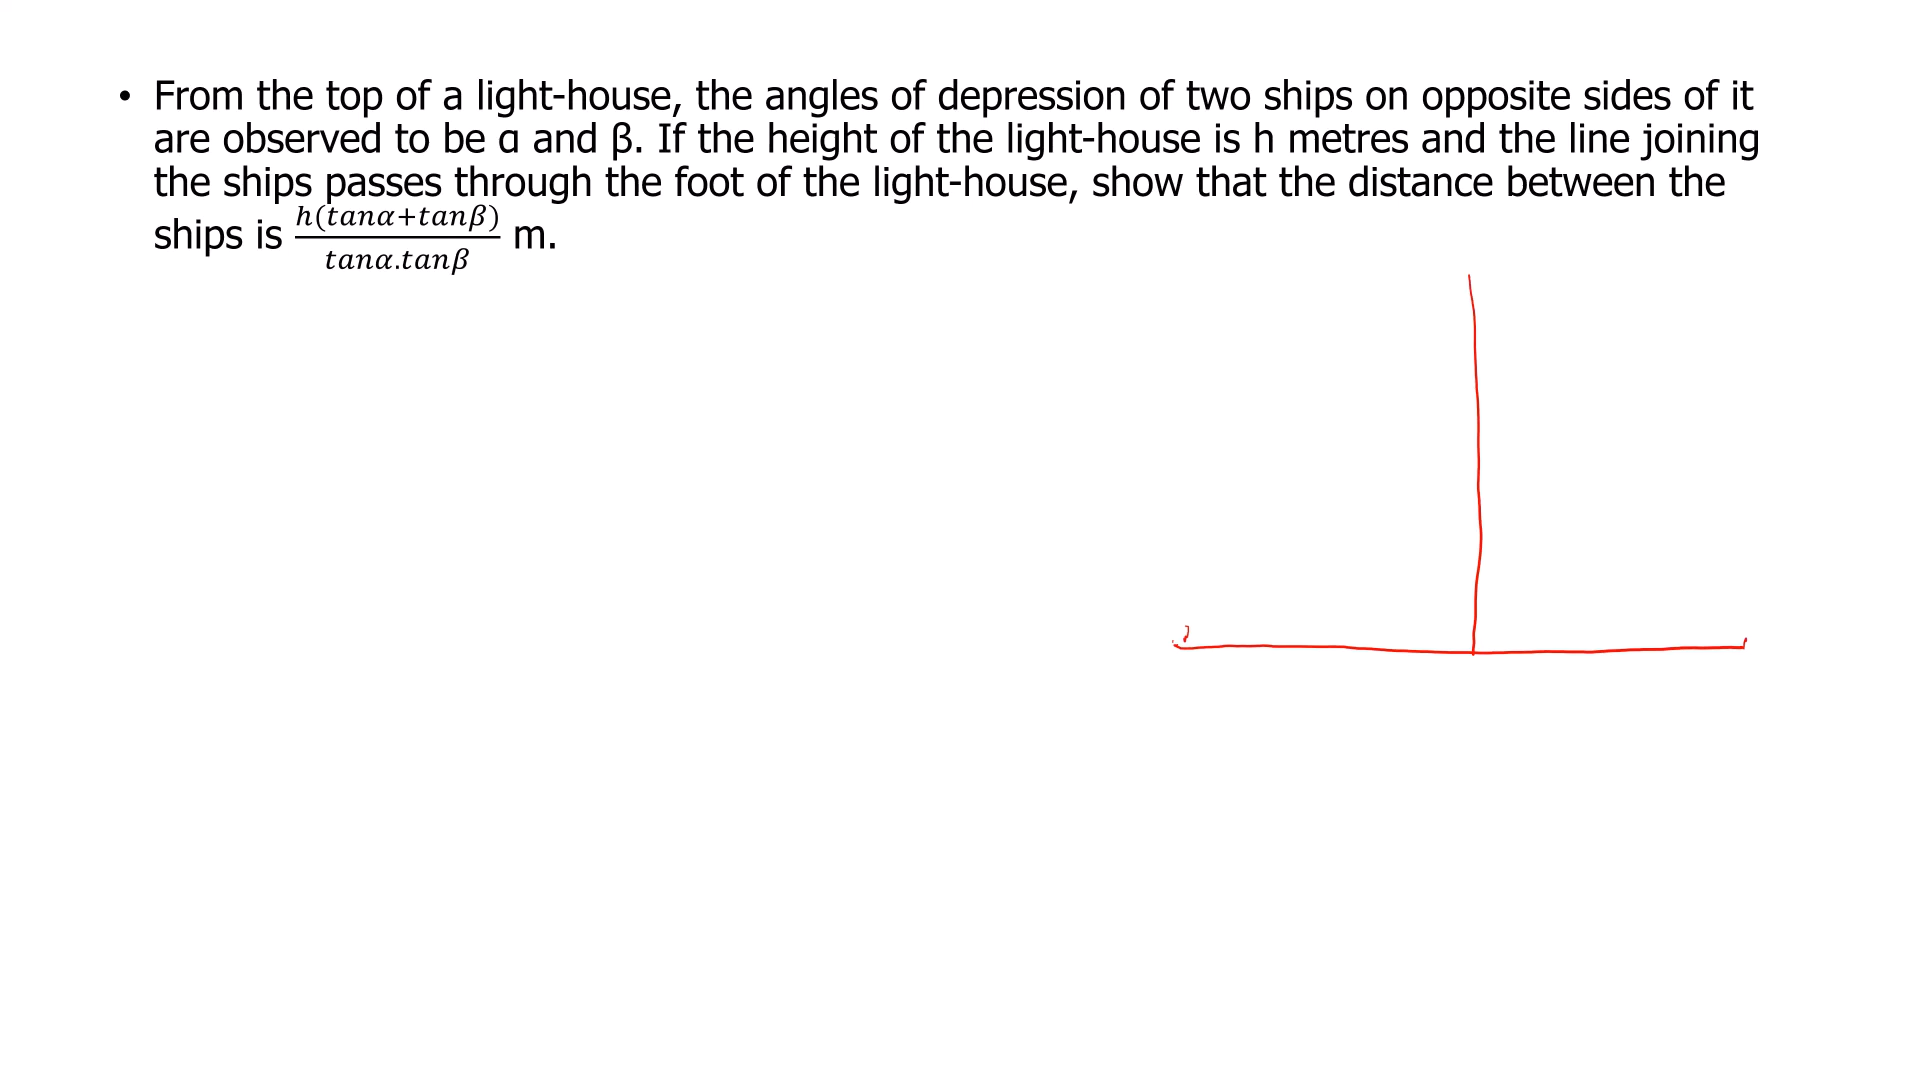 • From the top of a light-house, the angles of depression of two ships on opposite sides of it
are observed to be ɑ and β. If the height of the light-house is h metres and the line joining
the ships passes through the foot of the light-house, show that the distance between the
ships is \frac{h(tanα+tanβ)}{tanα.tanβ} m.